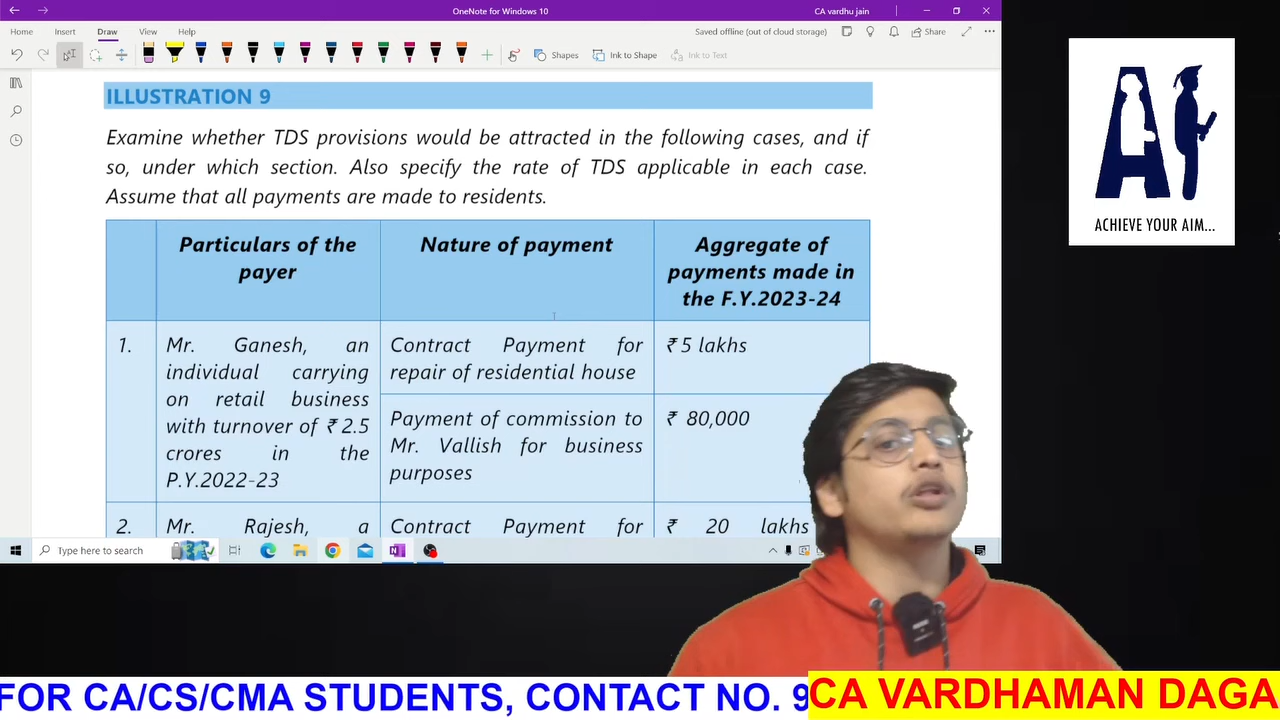 OneNote for Windows 10
CA vardhu jain
Home Insert Draw View Help
Saved offline (out of cloud storage)
Share
Shapes
Ink to Shape
Ink to Text
ILLUSTRATION 9
Examine whether TDS provisions would be attracted in the following cases, and if
so, under which section. Also specify the rate of TDS applicable in each case.
Assume that all payments are made to residents.
Particulars of the
payer
Nature of payment
Aggregate of
payments made in
the F.Y.2023-24
1.
Mr. Ganesh, an
individual carrying
on retail business
with turnover of ₹ 2.5
crores in the
P.Y.2022-23
Contract Payment for
repair of residential house
₹ 5 lakhs
Payment of commission to
Mr. Vallish for business
purposes
₹ 80,000
2.
Mr. Rajesh, a
Contract Payment for
₹ 20 lakhs
Type here to search
ACHIEVE YOUR AIM...
FOR CA/CS/CMA STUDENTS, CONTACT NO. 9
CA VARDHAMAN DAGA